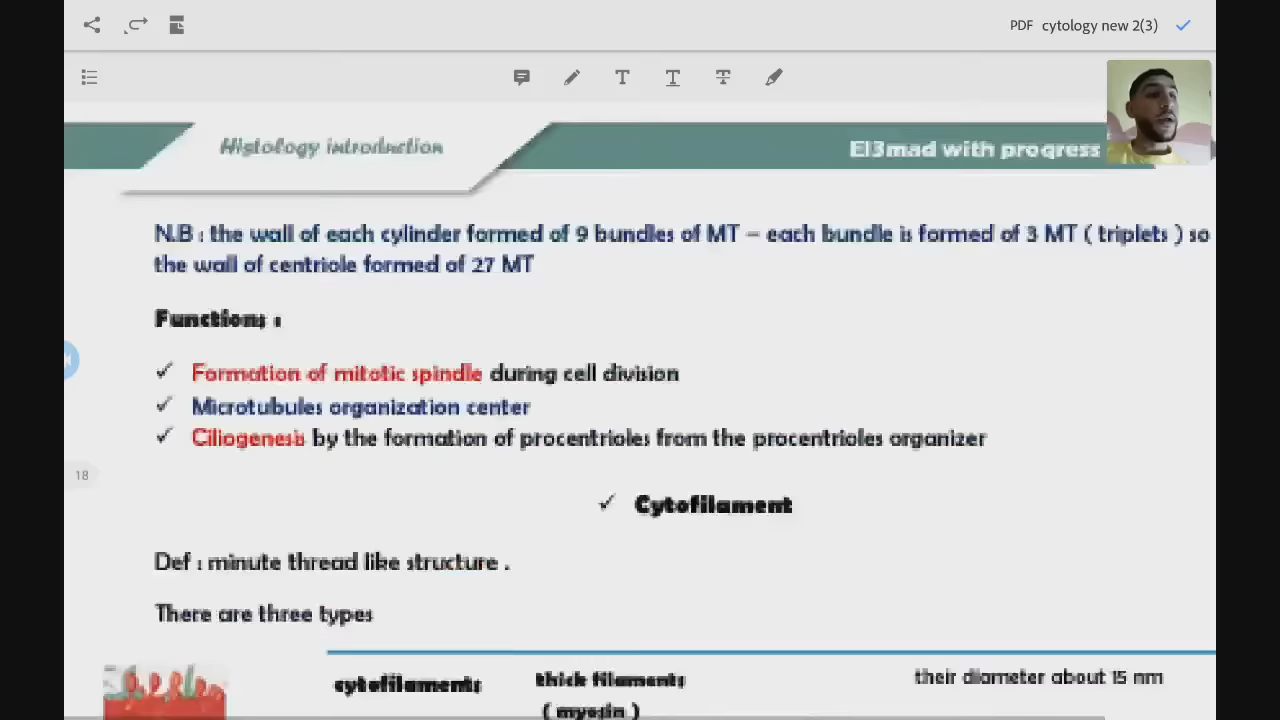 PDF cytology new 2(3)
Histology introduction
El3mad with progress
N.B : the wall of each cylinder formed of 9 bundles of MT – each bundle is formed of 3 MT ( triplets ) so
the wall of centriole formed of 27 MT
Functions :
✓ Formation of mitotic spindle during cell division
✓ Microtubules organization center
✓ Ciliogenesis by the formation of procentrioles from the procentrioles organizer
18
✓ Cytofilament
Def : minute thread like structure .
There are three types
cytofilaments thick filaments their diameter about 15 nm
( myosin )